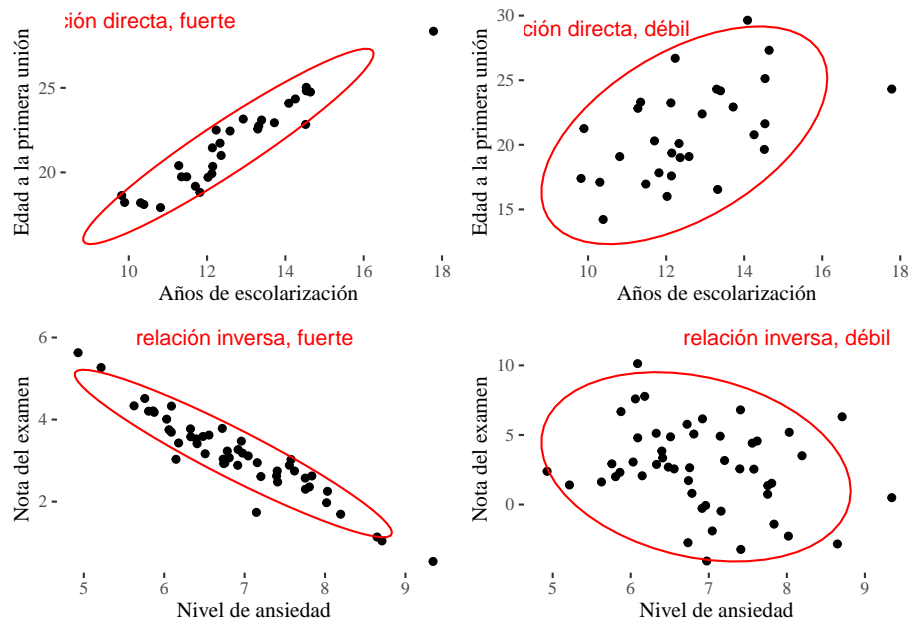 ción directa, fuerte
Edad a la primera unión
25
20
10
12
14
16
18
Años de escolarización
ción directa, débil
Edad a la primera unión
30
25
20
15
10
12
14
16
18
Años de escolarización
relación inversa, fuerte
Nota del examen
6
4
2
5
6
7
8
9
Nivel de ansiedad
relación inversa, débil
Nota del examen
10
5
0
5
6
7
8
9
Nivel de ansiedad